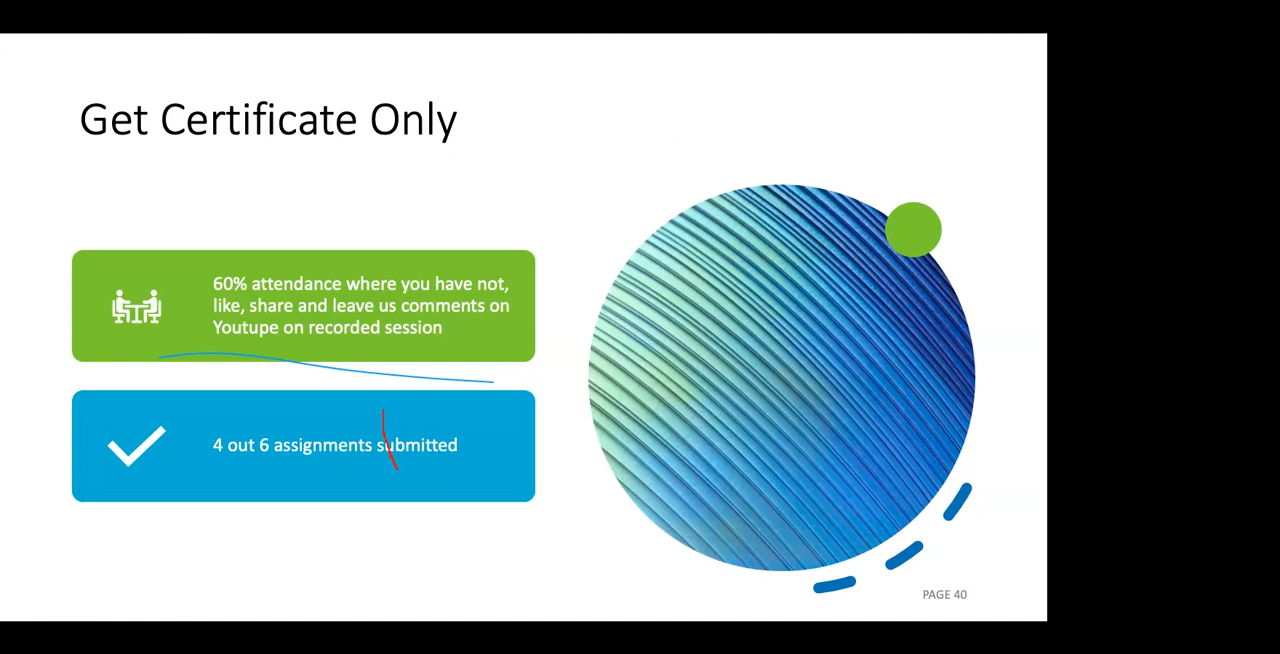 Get Certificate Only
60% attendance where you have not,
like, share and leave us comments on
Youtupe on recorded session
4 out 6 assignments submitted
PAGE 40